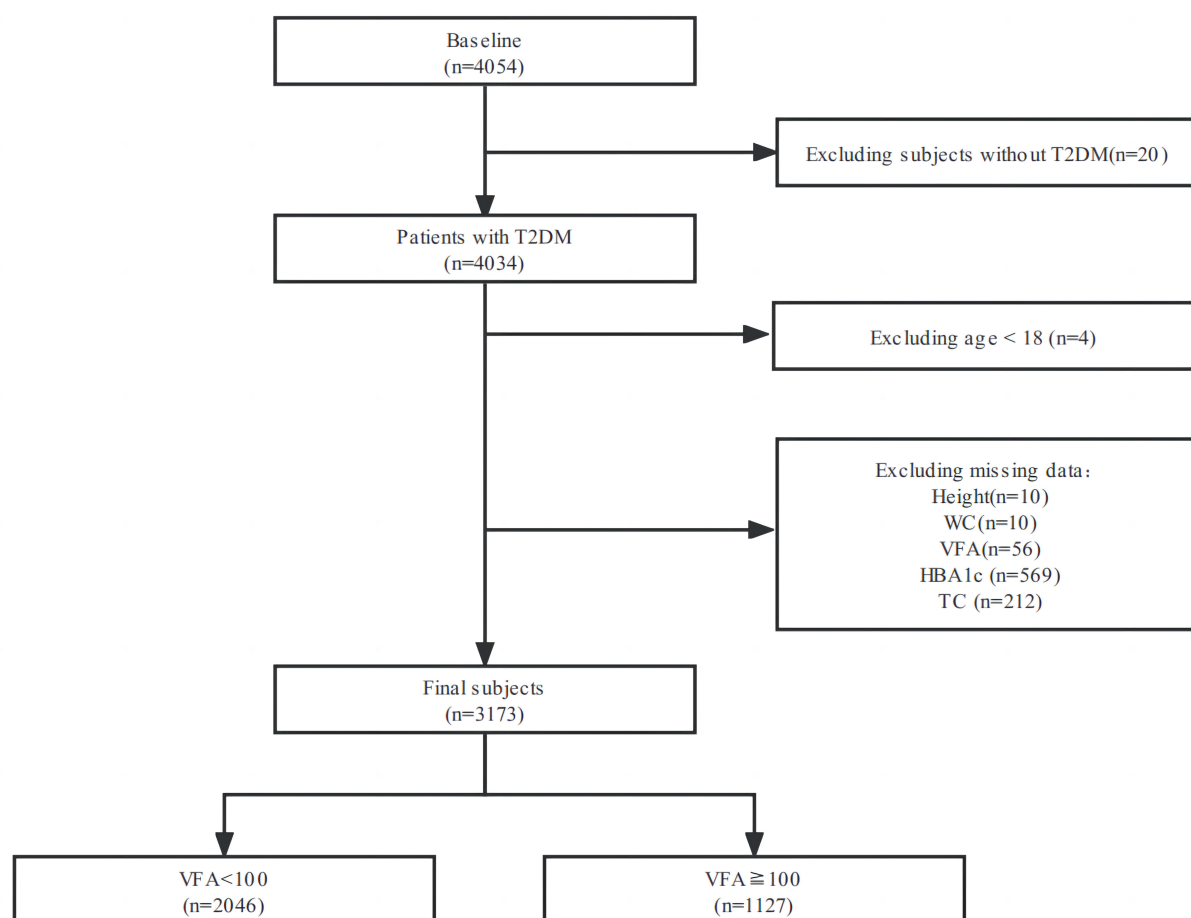 Baseline
(n=4054)
Excluding subjects without T2DM(n=20)
Patients with T2DM
(n=4034)
Excluding age < 18 (n=4)
Excluding missing data：
Height(n=10)
WC(n=10)
VFA(n=56)
HBA1c (n=569)
TC (n=212)
Final subjects
(n=3173)
VFA<100
(n=2046)
VFA≧100
(n=1127)